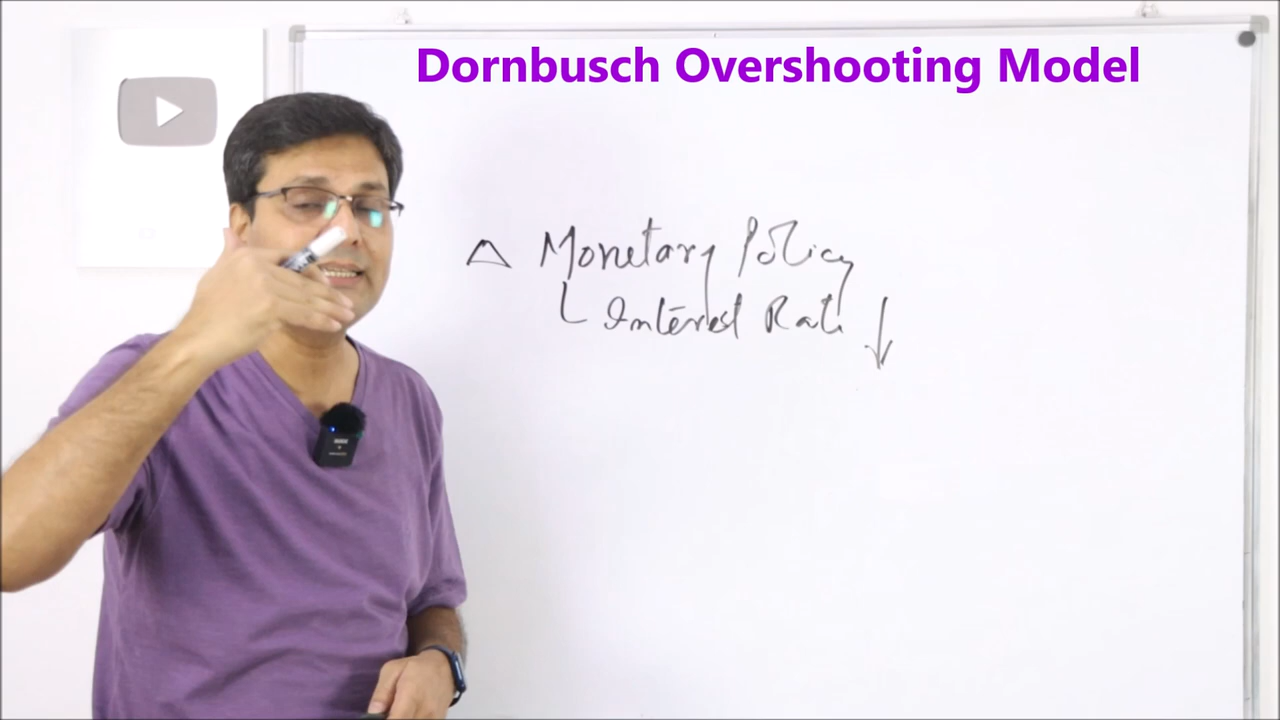 Dornbusch Overshooting Model
△ Monetary Policy
└ Interest Rate ↓